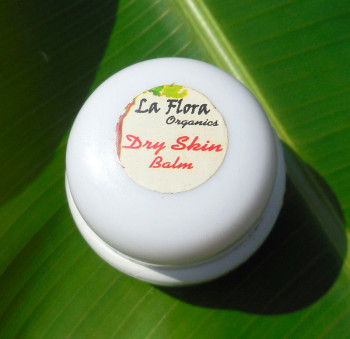 La Flora
Organics
Dry Skin
Balm